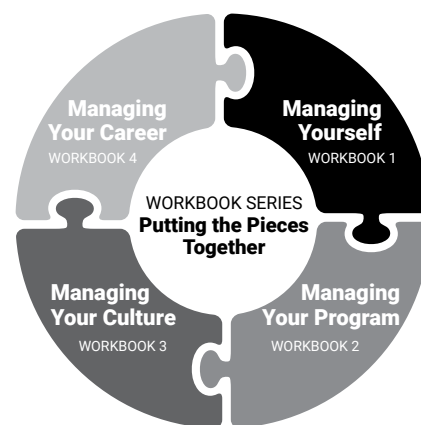 Managing
Your Career
WORKBOOK 4
Managing
Yourself
WORKBOOK 1
WORKBOOK SERIES
Putting the Pieces
Together
Managing
Your Culture
WORKBOOK 3
Managing
Your Program
WORKBOOK 2